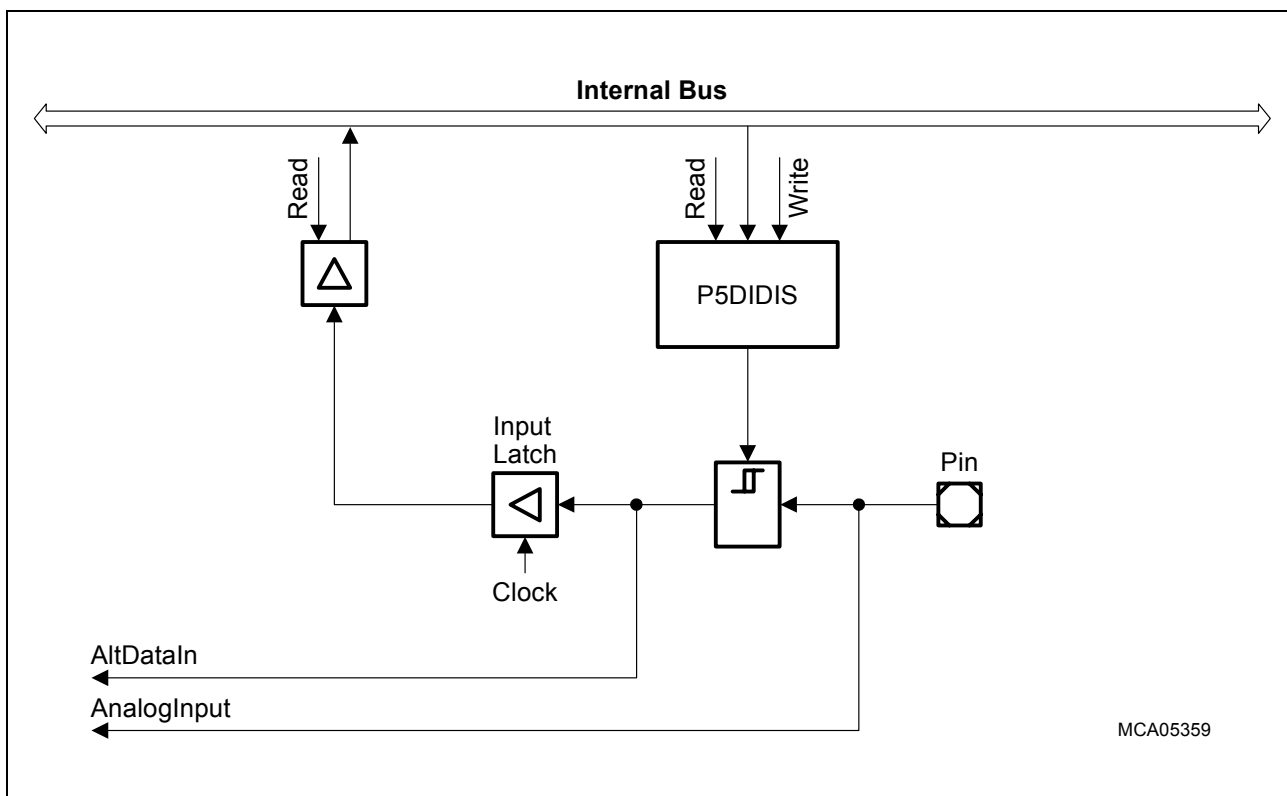 Internal Bus
Read
Read
Write
P5DIDIS
Input
Latch
Pin
Clock
AltDataIn
AnalogInput
MCA05359